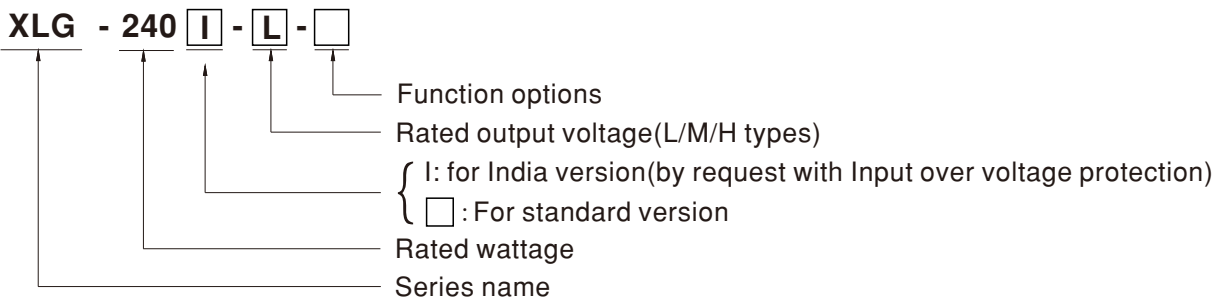 XLG - 240 I - L - □
Function options
Rated output voltage(L/M/H types)
I: for India version(by request with Input over voltage protection)
□ : For standard version
Rated wattage
Series name